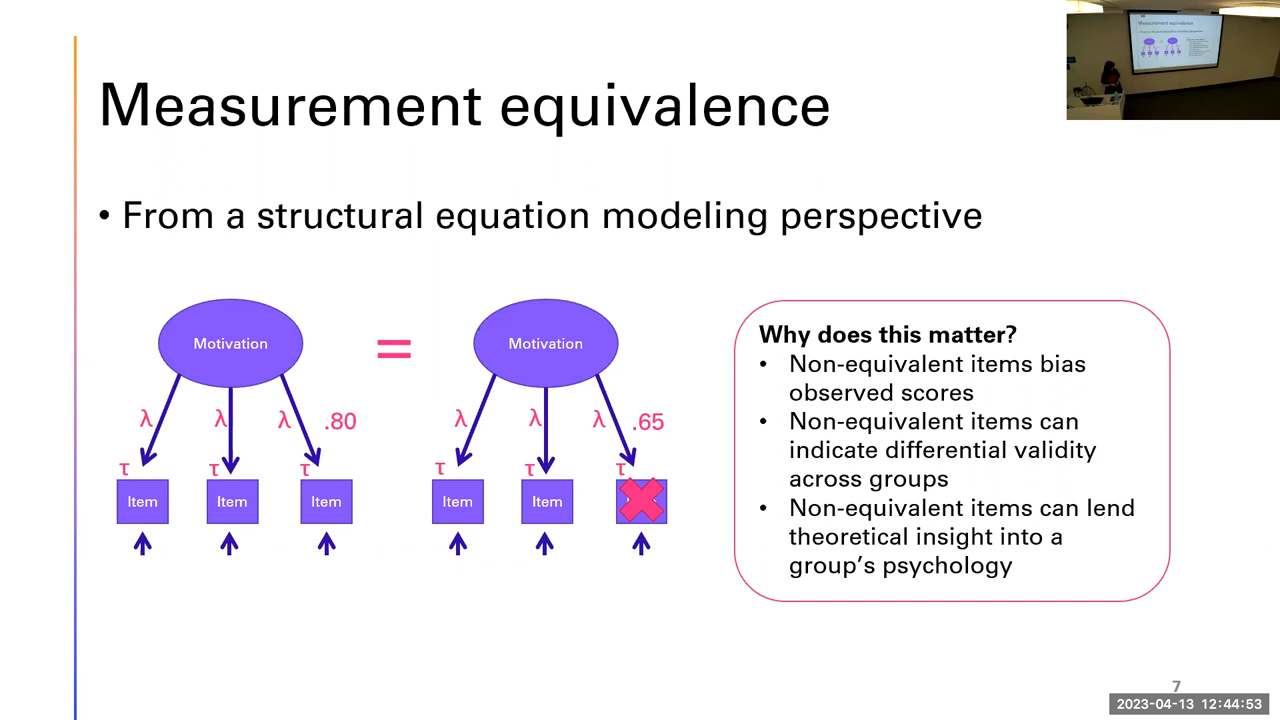 Measurement equivalence
• From a structural equation modeling perspective
Motivation = Motivation
λ λ λ .80 λ λ λ .65
τ τ τ τ τ τ
Item Item Item Item Item
Why does this matter?
• Non-equivalent items bias
observed scores
• Non-equivalent items can
indicate differential validity
across groups
• Non-equivalent items can lend
theoretical insight into a
group's psychology
7
2023-04-13 12:44:53
Measurement equivalence